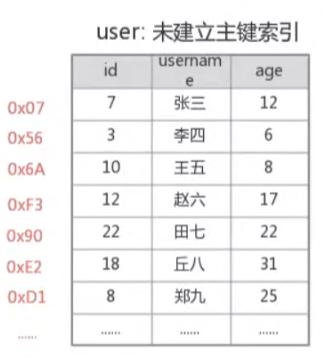 user: 未建立主键索引
id usernam age
e
0x07 7 张三 12
0x56 3 李四 6
0x6A 10 王五 8
0xF3 12 赵六 17
0x90 22 田七 22
0xE2 18 丘八 31
0xD1 8 郑九 25
...... ...... ...... ......